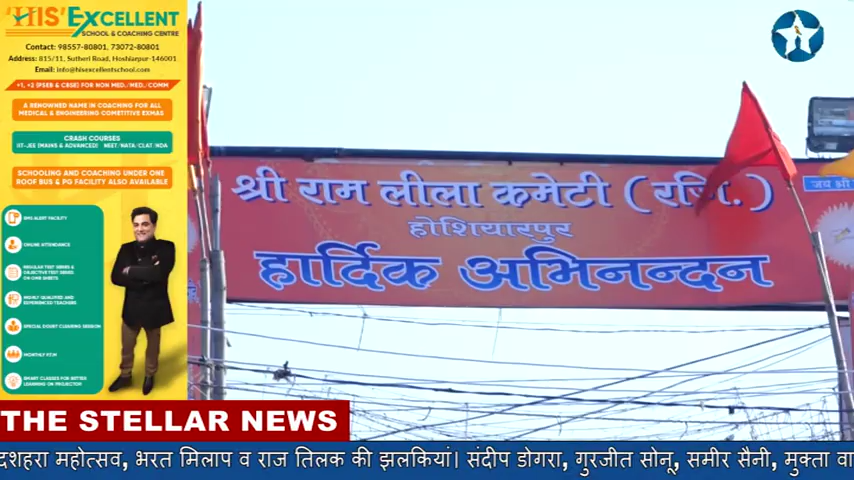 'HIS' EXCELLENT
SCHOOL & COACHING CENTRE
Contact: 98557-80801, 73072-80801
Address: 815/11, Sutheri Road, Hoshiarpur-146001
Email: info@hisexcellentschool.com
+1, +2 (PSEB & CBSE) FOR NON MED./MED./COMM
A RENOWNED NAME IN COACHING FOR ALL
MEDICAL & ENGINEERING COMETITIVE EXMAS
CRASH COURSES
IIT-JEE (MAINS & ADVANCED) NEET/NATA/CLAT/NDA
SCHOOLING AND COACHING UNDER ONE
ROOF BUS & PG FACILITY ALSO AVAILABLE
SMS ALERT FACILITY
ONLINE ATTENDANCE
REGULAR TEST SERIES &
OBJECTIVE TEST SERIES
ON OMR SHEETS
HIGHLY QUALIFIED AND
EXPERIENCED TEACHERS
SPECIAL DOUBT CLEARING SESSION
MONTHLY P.T.M
SMART CLASSES FOR BETTER
LEARNING ON PROJECTOR
श्री राम लीला कमेटी (रजि.)
होशियारपुर
हार्दिक अभिनन्दन
जय श्री
THE STELLAR NEWS
दशहरा महोत्सव, भरत मिलाप व राज तिलक की झलकियां। संदीप डोगरा, गुरजीत सोनू, समीर सैनी, मुक्ता वा